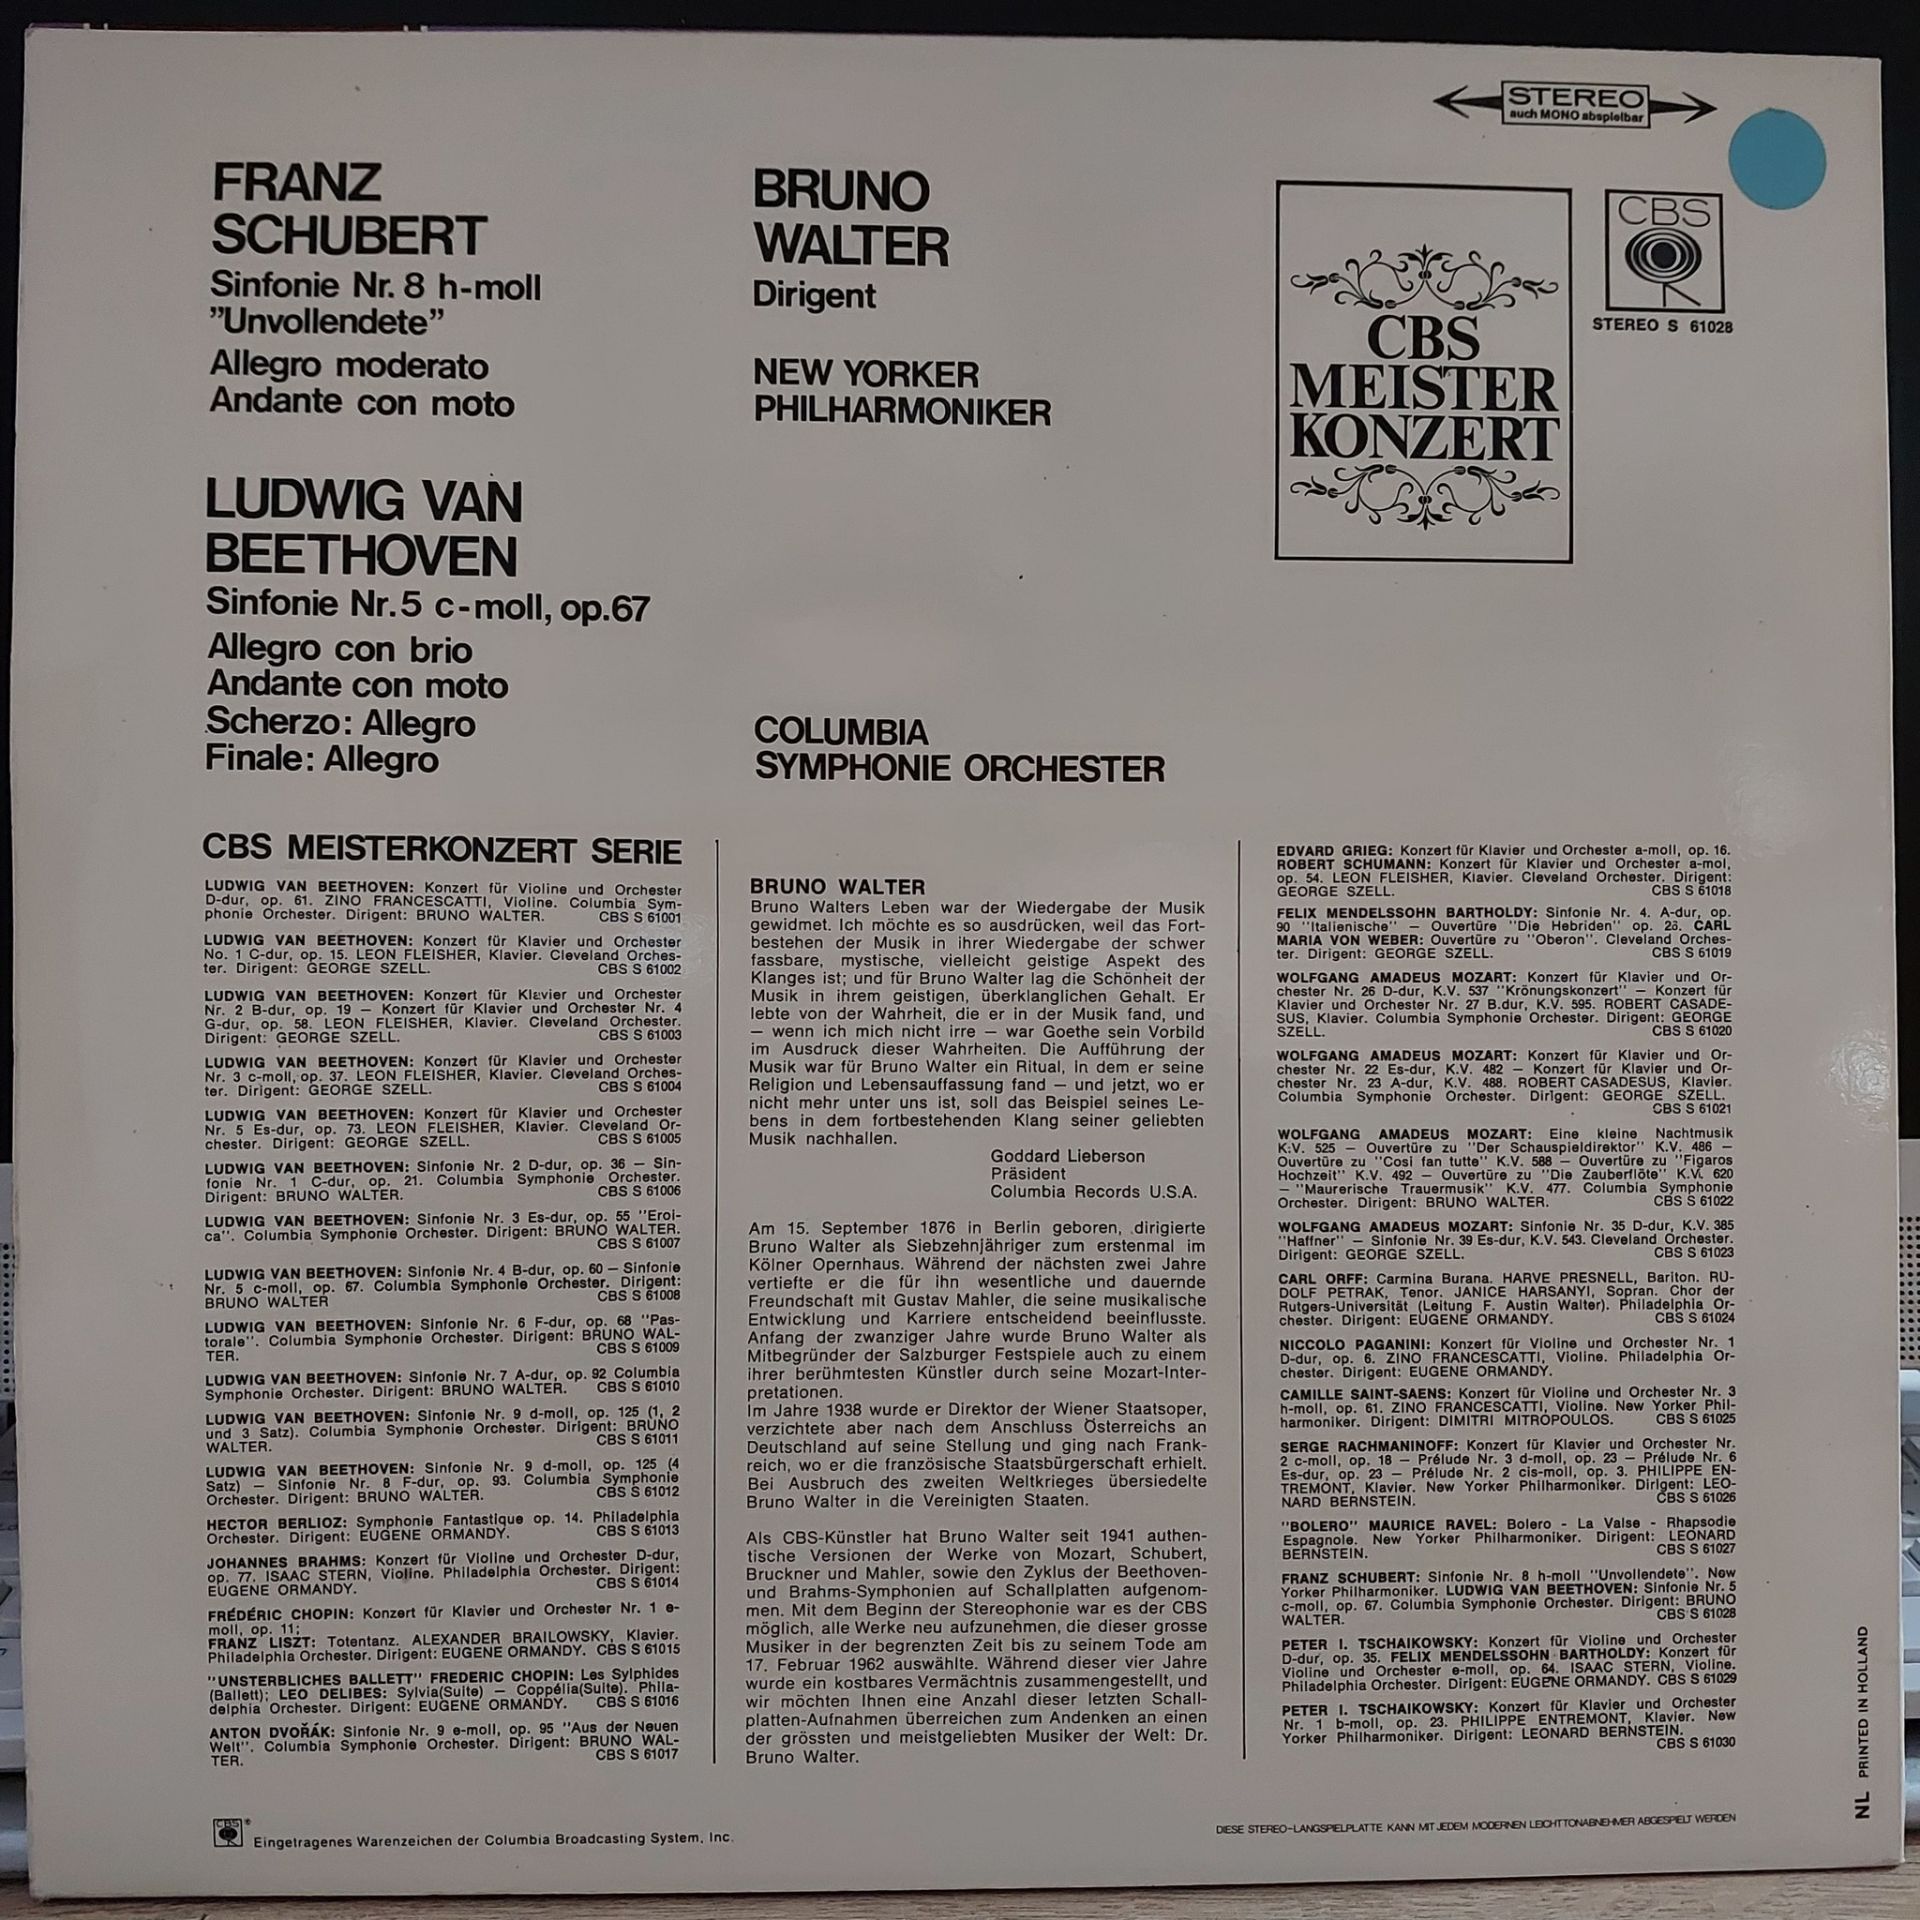 STEREO
auch MONO abspielbar
FRANZ
SCHUBERT
Sinfonie Nr. 8 h-moll
”Unvollendete”
Allegro moderato
Andante con moto
BRUNO
WALTER
Dirigent
NEW YORKER
PHILHARMONIKER
CBS
MEISTER
KONZERT
CBS
STEREO S 61028
LUDWIG VAN
BEETHOVEN
Sinfonie Nr.5 c-moll, op.67
Allegro con brio
Andante con moto
Scherzo: Allegro
Finale: Allegro
COLUMBIA
SYMPHONIE ORCHESTER
CBS MEISTERKONZERT SERIE
LUDWIG VAN BEETHOVEN: Konzert für Violine und Orchester
D-dur, op. 61. ZINO FRANCESCATTI, Violine. Columbia Sym-
phonie Orchester. Dirigent: BRUNO WALTER. CBS S 61001
LUDWIG VAN BEETHOVEN: Konzert für Klavier und Orchester
No. 1 C-dur, op. 15. LEON FLEISHER, Klavier. Cleveland Orches-
ter. Dirigent: GEORGE SZELL. CBS S 61002
LUDWIG VAN BEETHOVEN: Konzert für Klavier und Orchester
Nr. 2 B-dur, op. 19 — Konzert für Klavier und Orchester Nr. 4
G-dur, op. 58. LEON FLEISHER, Klavier. Cleveland Orchester.
Dirigent: GEORGE SZELL. CBS S 61003
LUDWIG VAN BEETHOVEN: Konzert für Klavier und Orchester
Nr. 3 c-moll, op. 37. LEON FLEISHER, Klavier. Cleveland Orches-
ter. Dirigent: GEORGE SZELL. CBS S 61004
LUDWIG VAN BEETHOVEN: Konzert für Klavier und Orchester
Nr. 5 Es-dur, op. 73. LEON FLEISHER, Klavier. Cleveland Or-
chester. Dirigent: GEORGE SZELL. CBS S 61005
LUDWIG VAN BEETHOVEN: Sinfonie Nr. 2 D-dur, op. 36 — Sin-
fonie Nr. 1 C-dur, op. 21. Columbia Symphonie Orchester.
Dirigent: BRUNO WALTER. CBS S 61006
LUDWIG VAN BEETHOVEN: Sinfonie Nr. 3 Es-dur, op. 55 "Eroi-
ca". Columbia Symphonie Orchester. Dirigent: BRUNO WALTER.
CBS S 61007
LUDWIG VAN BEETHOVEN: Sinfonie Nr. 4 B-dur, op. 60 — Sinfonie
Nr. 5 c-moll, op. 67. Columbia Symphonie Orchester. Dirigent:
BRUNO WALTER CBS S 61008
LUDWIG VAN BEETHOVEN: Sinfonie Nr. 6 F-dur, op. 68 "Pas-
torale". Columbia Symphonie Orchester. Dirigent: BRUNO WAL-
TER. CBS S 61009
LUDWIG VAN BEETHOVEN: Sinfonie Nr. 7 A-dur, op. 92 Columbia
Symphonie Orchester. Dirigent: BRUNO WALTER. CBS S 61010
LUDWIG VAN BEETHOVEN: Sinfonie Nr. 9 d-moll, op. 125 (1, 2
und 3 Satz). Columbia Symphonie Orchester. Dirigent: BRUNO
WALTER. CBS S 61011
LUDWIG VAN BEETHOVEN: Sinfonie Nr. 9 d-moll, op. 125 (4
Satz) — Sinfonie Nr. 8 F-dur, op. 93. Columbia Symphonie
Orchester. Dirigent: BRUNO WALTER. CBS S 61012
HECTOR BERLIOZ: Symphonie Fantastique op. 14. Philadelphia
Orchester. Dirigent: EUGENE ORMANDY. CBS S 61013
JOHANNES BRAHMS: Konzert für Violine und Orchester D-dur,
op. 77. ISAAC STERN, Violine. Philadelphia Orchester. Dirigent:
EUGENE ORMANDY. CBS S 61014
FRÉDÉRIC CHOPIN: Konzert für Klavier und Orchester Nr. 1 e-
moll, op. 11;
FRANZ LISZT: Totentanz. ALEXANDER BRAILOWSKY, Klavier.
Philadelphia Orchester. Dirigent: EUGENE ORMANDY. CBS S 61015
"UNSTERBLICHES BALLETT" FREDERIC CHOPIN: Les Sylphides
(Ballett); LEO DELIBES: Sylvia(Suite) — Coppélia(Suite). Phila-
delphia Orchester. Dirigent: EUGENE ORMANDY. CBS S 61016
ANTON DVOŘÁK: Sinfonie Nr. 9 e-moll, op. 95 "Aus der Neuen
Welt". Columbia Symphonie Orchester. Dirigent: BRUNO WAL-
TER. CBS S 61017
BRUNO WALTER
Bruno Walters Leben war der Wiedergabe der Musik
gewidmet. Ich möchte es so ausdrücken, weil das Fort-
bestehen der Musik in ihrer Wiedergabe der schwer
fassbare, mystische, vielleicht geistige Aspekt des
Klanges ist; und für Bruno Walter lag die Schönheit der
Musik in ihrem geistigen, überklanglichen Gehalt. Er
lebte von der Wahrheit, die er in der Musik fand, und
— wenn ich mich nicht irre — war Goethe sein Vorbild
im Ausdruck dieser Wahrheiten. Die Aufführung der
Musik war für Bruno Walter ein Ritual, in dem er seine
Religion und Lebensauffassung fand — und jetzt, wo er
nicht mehr unter uns ist, soll das Beispiel seines Le-
bens in dem fortbestehenden Klang seiner geliebten
Musik nachhallen.
Goddard Lieberson
Präsident
Columbia Records U.S.A.
Am 15. September 1876 in Berlin geboren, dirigierte
Bruno Walter als Siebzehnjähriger zum erstenmal im
Kölner Opernhaus. Während der nächsten zwei Jahre
vertiefte er die für ihn wesentliche und dauernde
Freundschaft mit Gustav Mahler, die seine musikalische
Entwicklung und Karriere entscheidend beeinflusste.
Anfang der zwanziger Jahre wurde Bruno Walter als
Mitbegründer der Salzburger Festspiele auch zu einem
ihrer berühmtesten Künstler durch seine Mozart-Inter-
pretationen.
Im Jahre 1938 wurde er Direktor der Wiener Staatsoper,
verzichtete aber nach dem Anschluss Österreichs an
Deutschland auf seine Stellung und ging nach Frank-
reich, wo er die französische Staatsbürgerschaft erhielt.
Bei Ausbruch des zweiten Weltkrieges übersiedelte
Bruno Walter in die Vereinigten Staaten.
Als CBS-Künstler hat Bruno Walter seit 1941 authen-
tische Versionen der Werke von Mozart, Schubert,
Bruckner und Mahler, sowie den Zyklus der Beethoven-
und Brahms-Symphonien auf Schallplatten aufgenom-
men. Mit dem Beginn der Stereophonie war es der CBS
möglich, alle Werke neu aufzunehmen, die dieser grosse
Musiker in der begrenzten Zeit bis zu seinem Tode am
17. Februar 1962 auswählte. Während dieser vier Jahre
wurde ein kostbares Vermächtnis zusammengestellt, und
wir möchten Ihnen eine Anzahl dieser letzten Schall-
platten-Aufnahmen überreichen zum Andenken an einen
der grössten und meistgeliebten Musiker der Welt: Dr.
Bruno Walter.
EDVARD GRIEG: Konzert für Klavier und Orchester a-moll, op. 16.
ROBERT SCHUMANN: Konzert für Klavier und Orchester a-mol,
op. 54. LEON FLEISHER, Klavier. Cleveland Orchester. Dirigent:
GEORGE SZELL. CBS S 61018
FELIX MENDELSSOHN BARTHOLDY: Sinfonie Nr. 4. A-dur, op.
90 "Italienische" — Ouvertüre "Die Hebriden" op. 26. CARL
MARIA VON WEBER: Ouvertüre zu "Oberon". Cleveland Orches-
ter. Dirigent: GEORGE SZELL. CBS S 61019
WOLFGANG AMADEUS MOZART: Konzert für Klavier und Or-
chester Nr. 26 D-dur, K.V. 537 "Krönungskonzert" — Konzert für
Klavier und Orchester Nr. 27 B.dur, K.V. 595. ROBERT CASADE-
SUS, Klavier. Columbia Symphonie Orchester. Dirigent: GEORGE
SZELL. CBS S 61020
WOLFGANG AMADEUS MOZART: Konzert für Klavier und Or-
chester Nr. 22 Es-dur, K.V. 482 — Konzert für Klavier und Or-
chester Nr. 23 A-dur, K.V. 488. ROBERT CASADESUS, Klavier.
Columbia Symphonie Orchester. Dirigent: GEORGE SZELL.
CBS S 61021
WOLFGANG AMADEUS MOZART: Eine kleine Nachtmusik
K.V. 525 — Ouvertüre zu "Der Schauspieldirektor" K.V. 486 —
Ouvertüre zu "Cosi fan tutte" K.V. 588 — Ouvertüre zu "Figaros
Hochzeit" K.V. 492 — Ouvertüre zu "Die Zauberflöte" K.V. 620
— "Maurerische Trauermusik" K.V. 477. Columbia Symphonie
Orchester. Dirigent: BRUNO WALTER. CBS S 61022
WOLFGANG AMADEUS MOZART: Sinfonie Nr. 35 D-dur, K.V. 385
"Haffner" — Sinfonie Nr. 39 Es-dur, K.V. 543. Cleveland Orchester.
Dirigent: GEORGE SZELL. CBS S 61023
CARL ORFF: Carmina Burana. HARVE PRESNELL, Bariton. RU-
DOLF PETRAK, Tenor. JANICE HARSANYI, Sopran. Chor der
Rutgers-Universität (Leitung F. Austin Walter). Philadelphia Or-
chester. Dirigent: EUGENE ORMANDY. CBS S 61024
NICCOLO PAGANINI: Konzert für Violine und Orchester Nr. 1
D-dur, op. 6. ZINO FRANCESCATTI, Violine. Philadelphia Or-
chester. Dirigent: EUGENE ORMANDY.
CAMILLE SAINT-SAENS: Konzert für Violine und Orchester Nr. 3
h-moll, op. 61. ZINO FRANCESCATTI, Violine. New Yorker Phil-
harmoniker. Dirigent: DIMITRI MITROPOULOS. CBS S 61025
SERGE RACHMANINOFF: Konzert für Klavier und Orchester Nr.
2 c-moll, op. 18 — Prélude Nr. 3 d-moll, op. 23 — Prélude Nr. 6
Es-dur, op. 23 — Prélude Nr. 2 cis-moll, op. 3. PHILIPPE EN-
TREMONT, Klavier. New Yorker Philharmoniker. Dirigent: LEO-
NARD BERNSTEIN. CBS S 61026
"BOLERO" MAURICE RAVEL: Bolero - La Valse - Rhapsodie
Espagnole. New Yorker Philharmoniker. Dirigent: LEONARD
BERNSTEIN. CBS S 61027
FRANZ SCHUBERT: Sinfonie Nr. 8 h-moll "Unvollendete". New
Yorker Philharmoniker. LUDWIG VAN BEETHOVEN: Sinfonie Nr. 5
c-moll, op. 67. Columbia Symphonie Orchester. Dirigent: BRUNO
WALTER. CBS S 61028
PETER I. TSCHAIKOWSKY: Konzert für Violine und Orchester
D-dur, op. 35. FELIX MENDELSSOHN BARTHOLDY: Konzert für
Violine und Orchester e-moll, op. 64. ISAAC STERN, Violine.
Philadelphia Orchester. Dirigent: EUGENE ORMANDY. CBS S 61029
PETER I. TSCHAIKOWSKY: Konzert für Klavier und Orchester
Nr. 1 b-moll, op. 23. PHILIPPE ENTREMONT, Klavier. New
Yorker Philharmoniker. Dirigent: LEONARD BERNSTEIN.
CBS S 61030
NL PRINTED IN HOLLAND
CBS ® Eingetragenes Warenzeichen der Columbia Broadcasting System, Inc.
DIESE STEREO-LANGSPIELPLATTE KANN MIT JEDEM MODERNEN LEICHTTONABNEHMER ABGESPIELT WERDEN